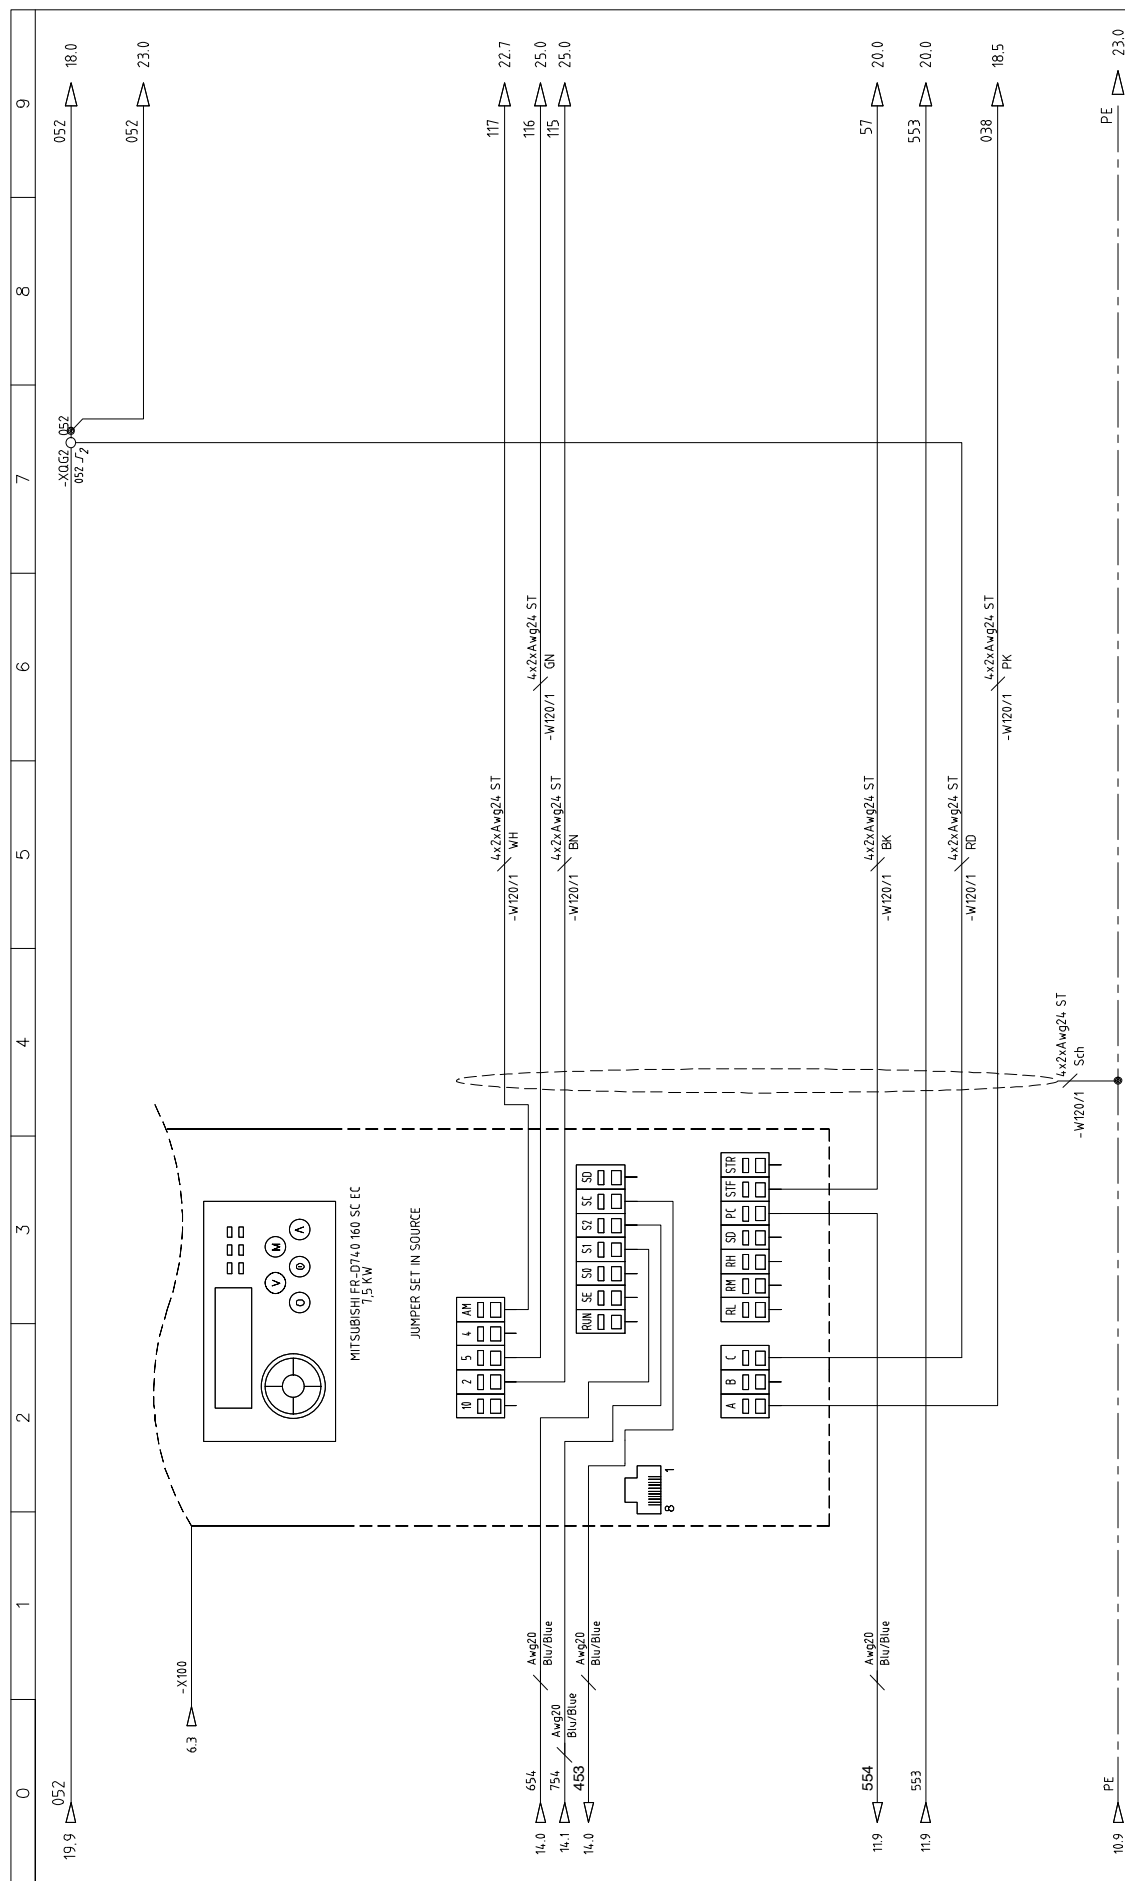 0 1 2 3 4 5 6 7 8 9
19.9
052
-XQG2
052
052
2
052
18.0
052
23.0
6.3
-X100
MITSUBISHI FR-D740 160 SC EC
7,5 KW
JUMPER SET IN SOURCE
V M
O Λ
10 2 5 4 AM
RUN SE S0 S1 S2 SC SD
8 1
A B C
RL RM RH SD PC STF STR
-W120/1
4x2xAwg24 ST
WH
117
22.7
14.0
654
Awg20
Blu/Blue
-W120/1
4x2xAwg24 ST
GN
116
25.0
14.1
754
Awg20
Blu/Blue
-W120/1
4x2xAwg24 ST
BN
115
25.0
14.0
453
Awg20
Blu/Blue
11.9
554
Awg20
Blu/Blue
-W120/1
4x2xAwg24 ST
BK
57
20.0
11.9
553
553
20.0
-W120/1
4x2xAwg24 ST
RD
-W120/1
4x2xAwg24 ST
PK
038
18.5
-W120/1
4x2xAwg24 ST
Sch
10.9
PE
PE
23.0